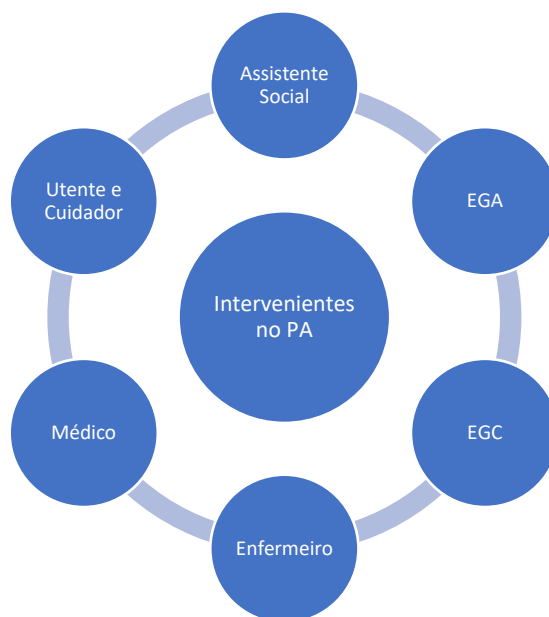 Assistente
Social
Utente e
Cuidador
EGA
Intervenientes
no PA
Médico
EGC
Enfermeiro